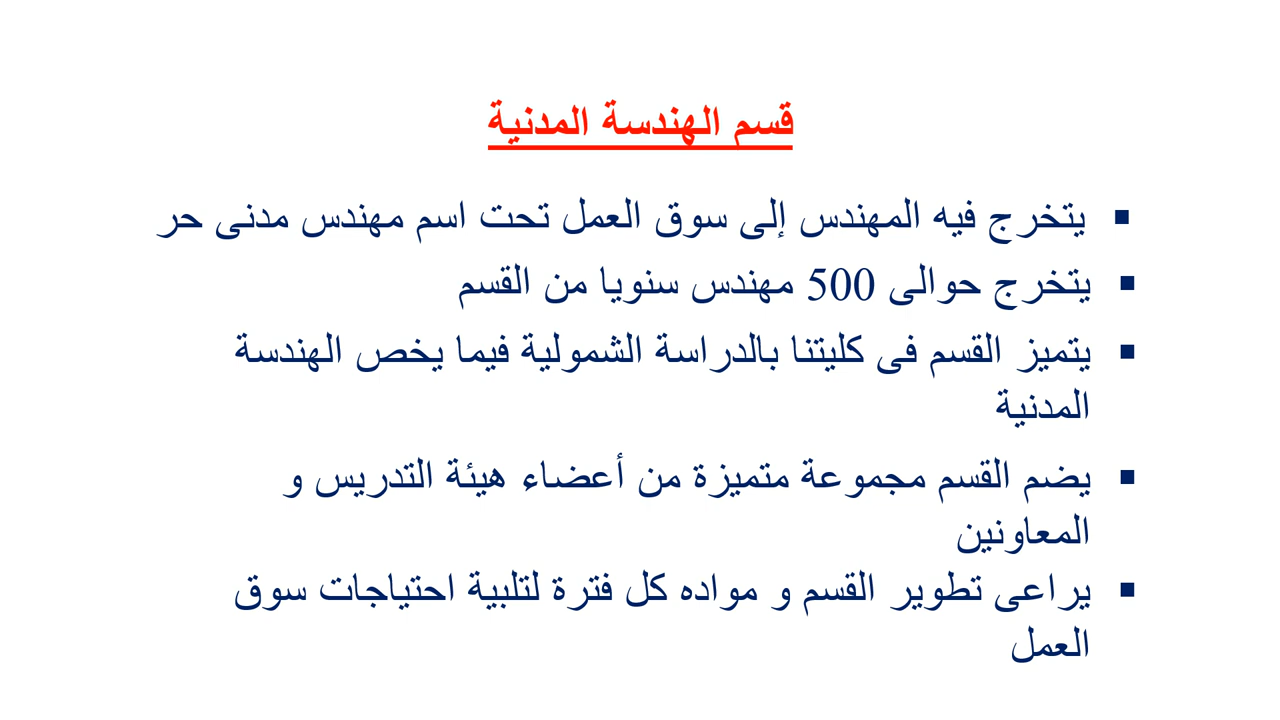 قسم الهندسة المدنية
▪ يتخرج فيه المهندس إلى سوق العمل تحت اسم مهندس مدنى حر
▪ يتخرج حوالى 500 مهندس سنويا من القسم
▪ يتميز القسم فى كليتنا بالدراسة الشمولية فيما يخص الهندسة
المدنية
▪ يضم القسم مجموعة متميزة من أعضاء هيئة التدريس و
المعاونين
▪ يراعى تطوير القسم و مواده كل فترة لتلبية احتياجات سوق
العمل